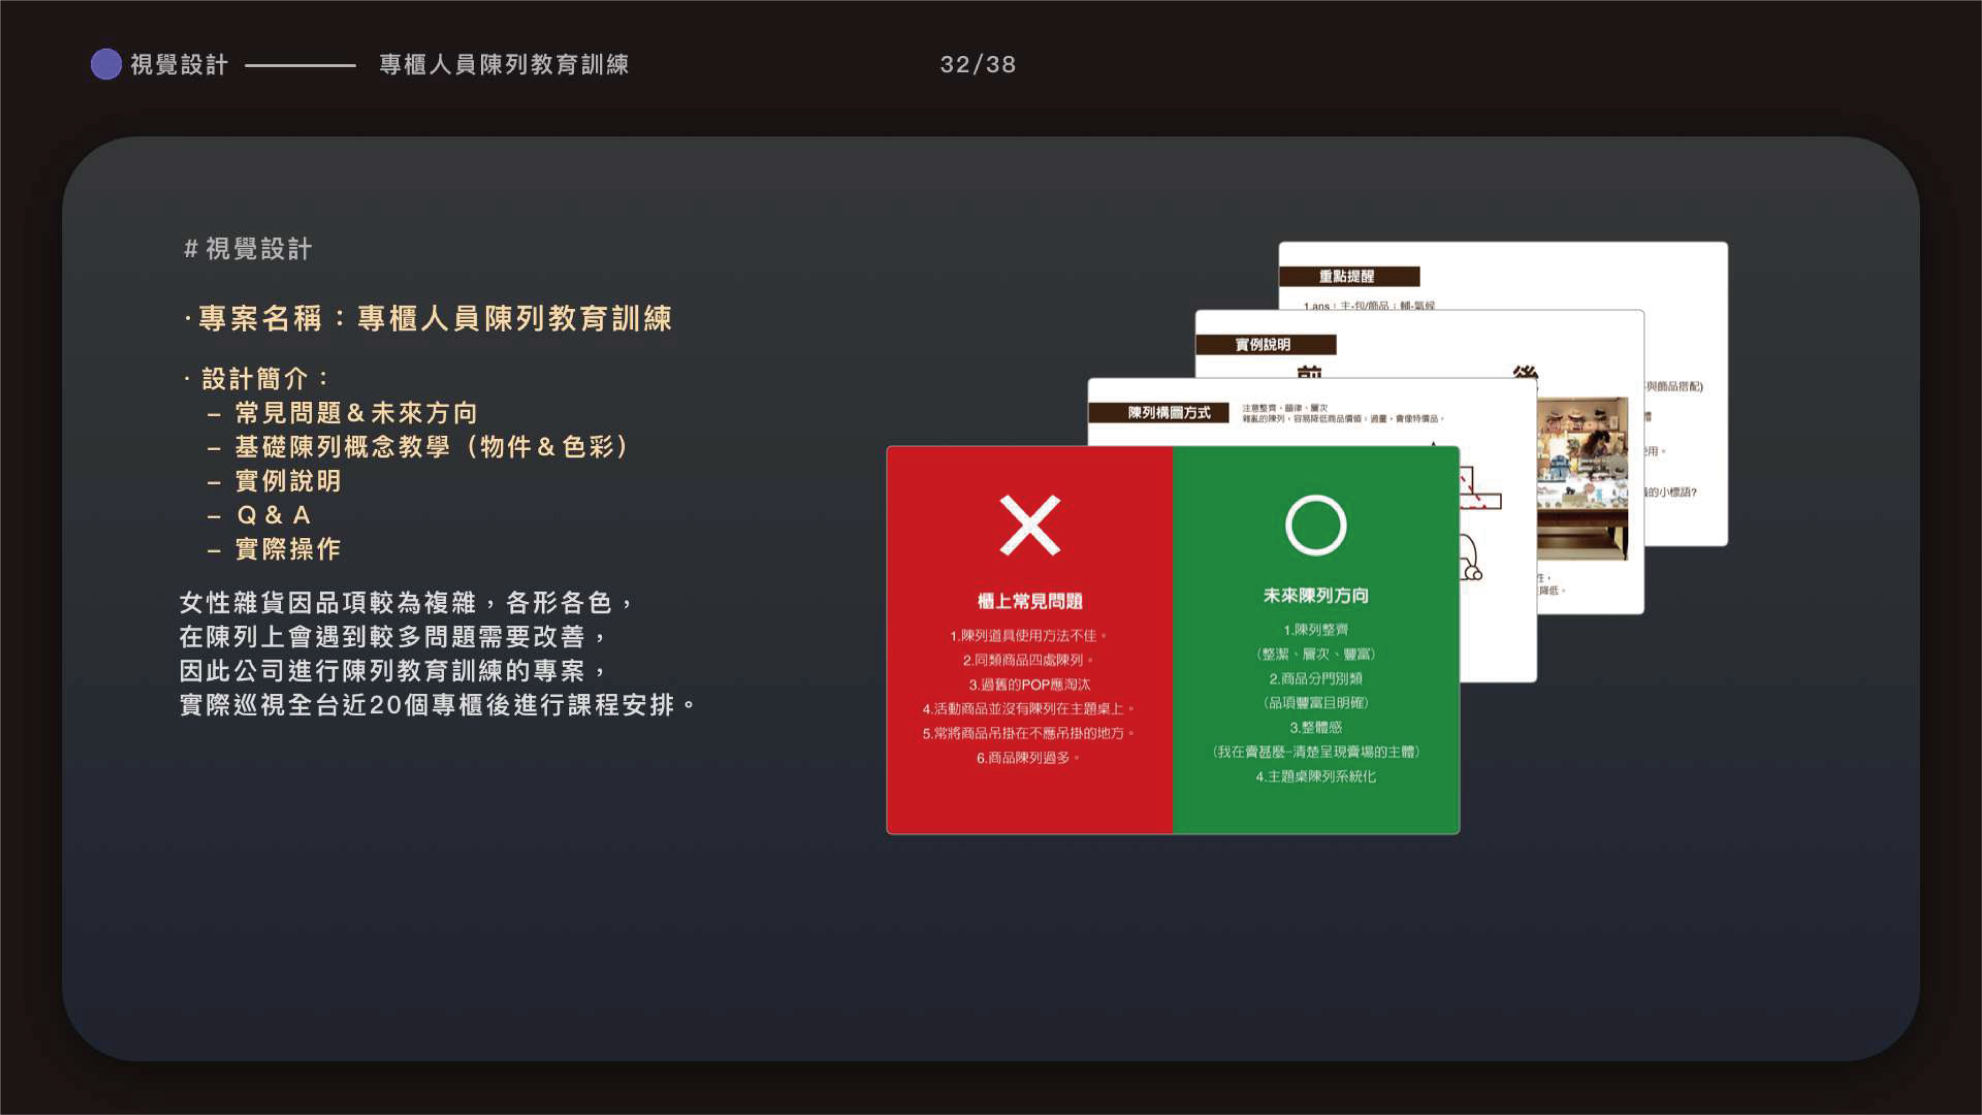 視覺設計
專櫃人員陳列教育訓練
32/38
# 視覺設計
·專案名稱：專櫃人員陳列教育訓練
· 設計簡介：
– 常見問題＆未來方向
– 基礎陳列概念教學（物件＆色彩）
– 實例說明
– Q & A
– 實際操作
女性雜貨因品項較為複雜，各形各色，
在陳列上會遇到較多問題需要改善，
因此公司進行陳列教育訓練的專案，
實際巡視全台近20個專櫃後進行課程安排。
重點提醒
1.ans：主-包/飾品；輔-氣候
與飾品搭配)
用。
的小標語?
實例說明
前
後
降低。
陳列構圖方式
注意整齊、韻律、層次
雜亂的陳列，容易降低商品價值，過量，會像特價品。
櫃上常見問題
1.陳列道具使用方法不佳。
2.同類商品四處陳列。
3.過舊的POP應淘汰
4.活動商品並沒有陳列在主題桌上。
5.常將商品吊掛在不應吊掛的地方。
6.商品陳列過多。
未來陳列方向
1.陳列整齊
（整潔、層次、豐富）
2.商品分門別類
（品項豐富且明確）
3.整體感
（我在賣甚麼–清楚呈現賣場的主體）
4.主題桌陳列系統化